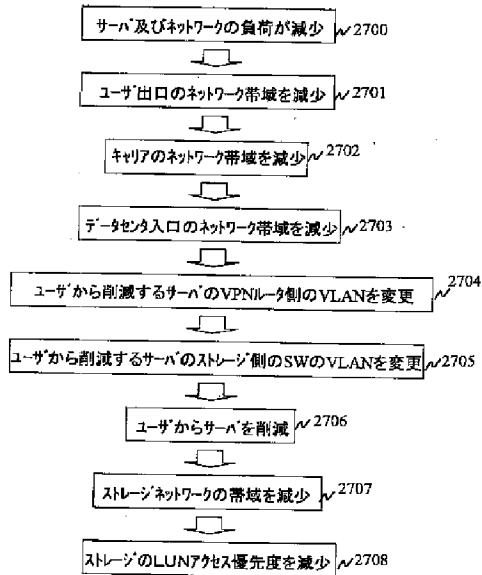 サーバ及びネットワークの負荷が減少 2700
ユーザ出口のネットワーク帯域を減少 2701
キャリアのネットワーク帯域を減少 2702
データセンタ入口のネットワーク帯域を減少 2703
ユーザから削減するサーバのVPNルータ側のVLANを変更 2704
ユーザから削減するサーバのストレージ側のSWのVLANを変更 2705
ユーザからサーバを削減 2706
ストレージネットワークの帯域を減少 2707
ストレージのLUNアクセス優先度を減少 2708